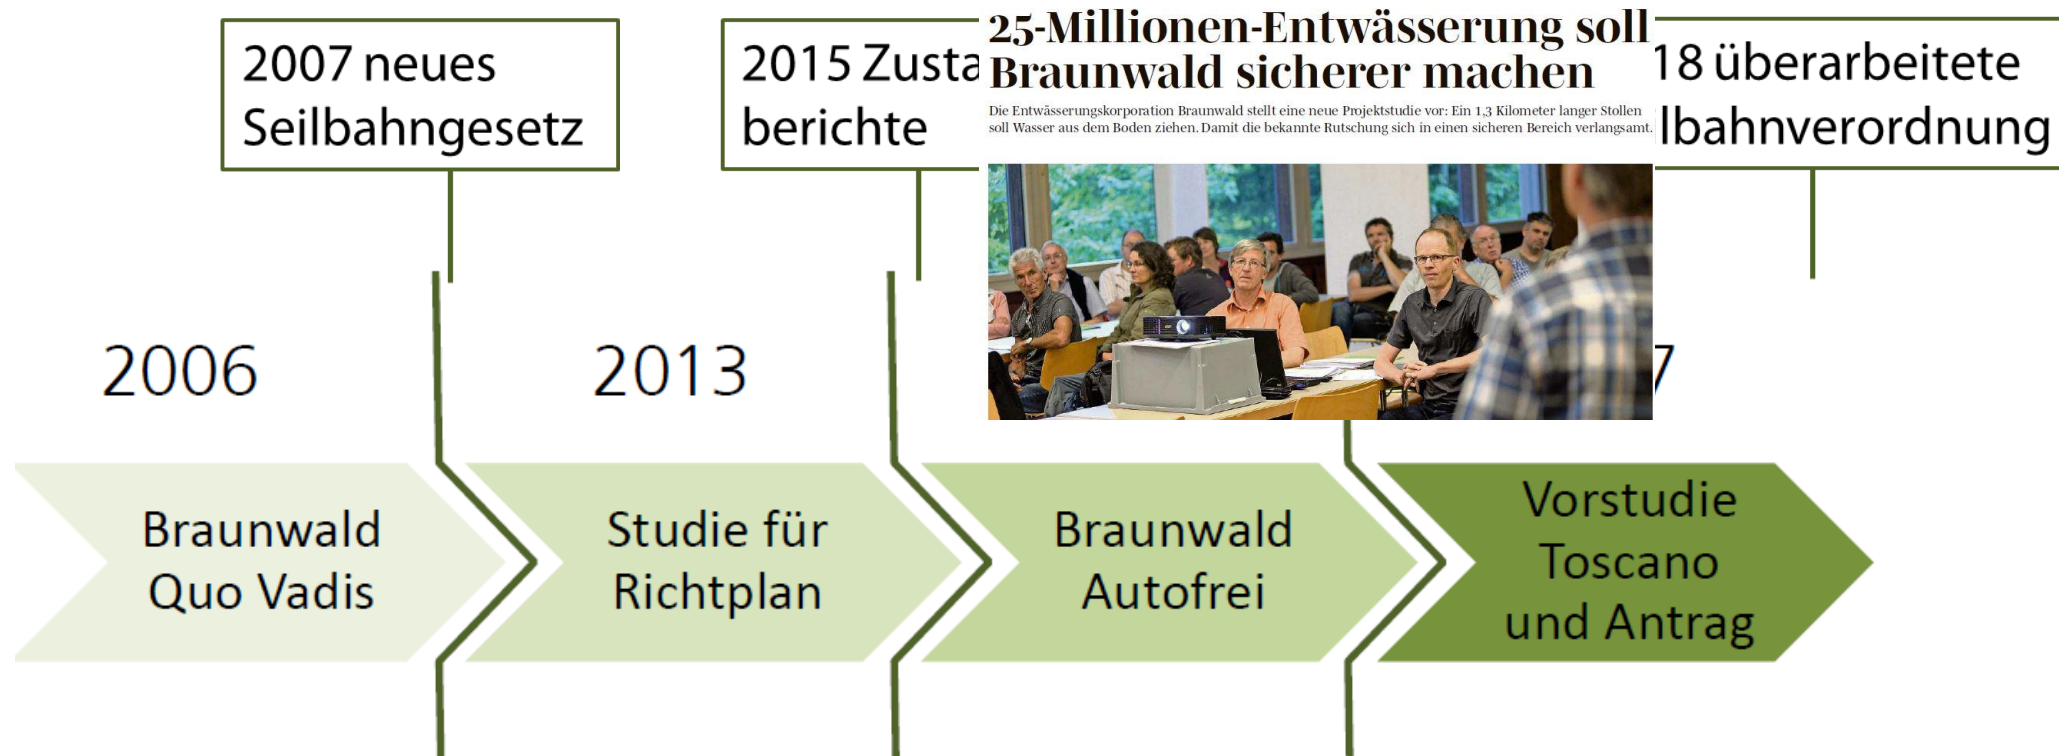 2007 neues
Seilbahngesetz
2015
berichte
25-Millionen-Entwässerung soll
Braunwald sicherer machen
Die Entwässerungskorporation Braunwald stellt eine neue Projektstudie vor: Ein 1,3 Kilometer langer Stollen
soll Wasser aus dem Boden ziehen. Damit die bekannte Rutschung sich in einen sicheren Bereich verlangsamt.
18 überarbeitete
lbahnverordnung
2006
2013
7
Braunwald
Quo Vadis
Studie für
Richtplan
Braunwald
Autofrei
Vorstudie
Toscano
und Antrag